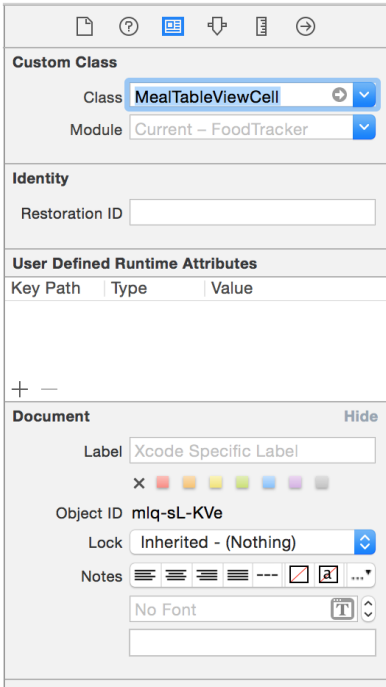 Custom Class
Class MealTableViewCell
Module Current – FoodTracker
Identity
Restoration ID
User Defined Runtime Attributes
Key Path Type Value
Document Hide
Label Xcode Specific Label
Object ID mlq-sL-KVe
Lock Inherited - (Nothing)
Notes a ...
No Font T